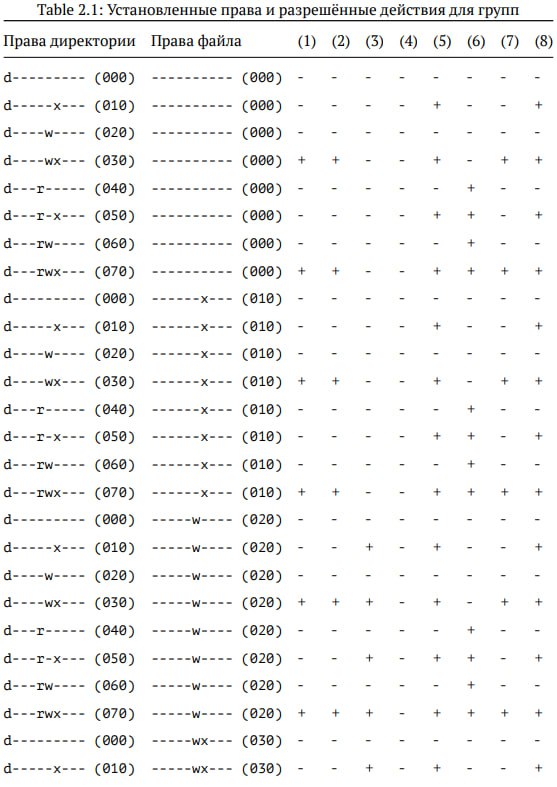 Table 2.1: Установленные права и разрешённые действия для групп
Права директории Права файла (1) (2) (3) (4) (5) (6) (7) (8)
d--------- (000) ---------- (000) - - - - - - - -
d-----x--- (010) ---------- (000) - - - - + - - +
d----w---- (020) ---------- (000) - - - - - - - -
d----wx--- (030) ---------- (000) + + - - + - + +
d---r----- (040) ---------- (000) - - - - - + - -
d---r-x--- (050) ---------- (000) - - - - + + - +
d---rw---- (060) ---------- (000) - - - - - + - -
d---rwx--- (070) ---------- (000) + + - - + + + +
d--------- (000) ------x--- (010) - - - - - - - -
d-----x--- (010) ------x--- (010) - - - - + - - +
d----w---- (020) ------x--- (010) - - - - - - - -
d----wx--- (030) ------x--- (010) + + - - + - + +
d---r----- (040) ------x--- (010) - - - - - + - -
d---r-x--- (050) ------x--- (010) - - - - + + - +
d---rw---- (060) ------x--- (010) - - - - - + - -
d---rwx--- (070) ------x--- (010) + + - - + + + +
d--------- (000) -----w---- (020) - - - - - - - -
d-----x--- (010) -----w---- (020) - - + - + - - +
d----w---- (020) -----w---- (020) - - - - - - - -
d----wx--- (030) -----w---- (020) + + + - + - + +
d---r----- (040) -----w---- (020) - - - - - + - -
d---r-x--- (050) -----w---- (020) - - + - + + - +
d---rw---- (060) -----w---- (020) - - - - - + - -
d---rwx--- (070) -----w---- (020) + + + - + + + +
d--------- (000) -----wx--- (030) - - - - - - - -
d-----x--- (010) -----wx--- (030) - - + - + - - +